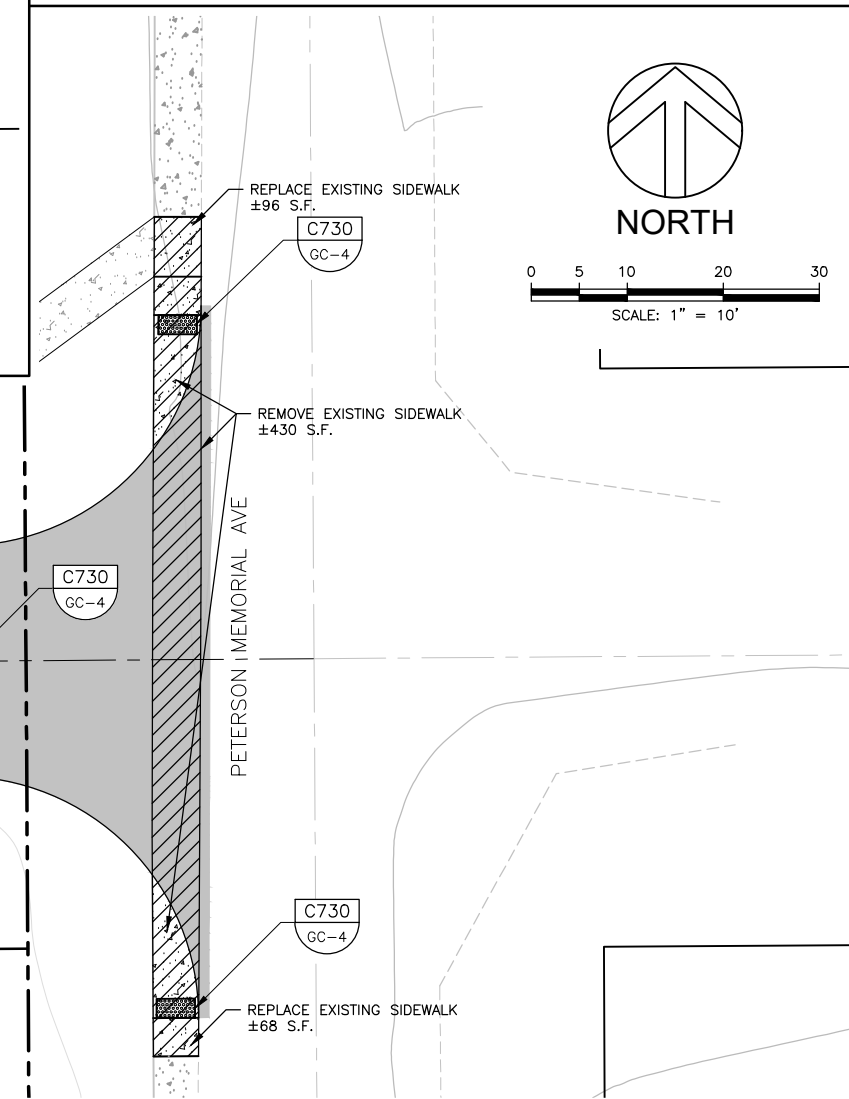 REPLACE EXISTING SIDEWALK
±96 S.F.
C730
GC-4
NORTH
0 5 10 20 30
SCALE: 1" = 10'
REMOVE EXISTING SIDEWALK
±430 S.F.
PETERSON MEMORIAL AVE
C730
GC-4
C730
GC-4
REPLACE EXISTING SIDEWALK
±68 S.F.